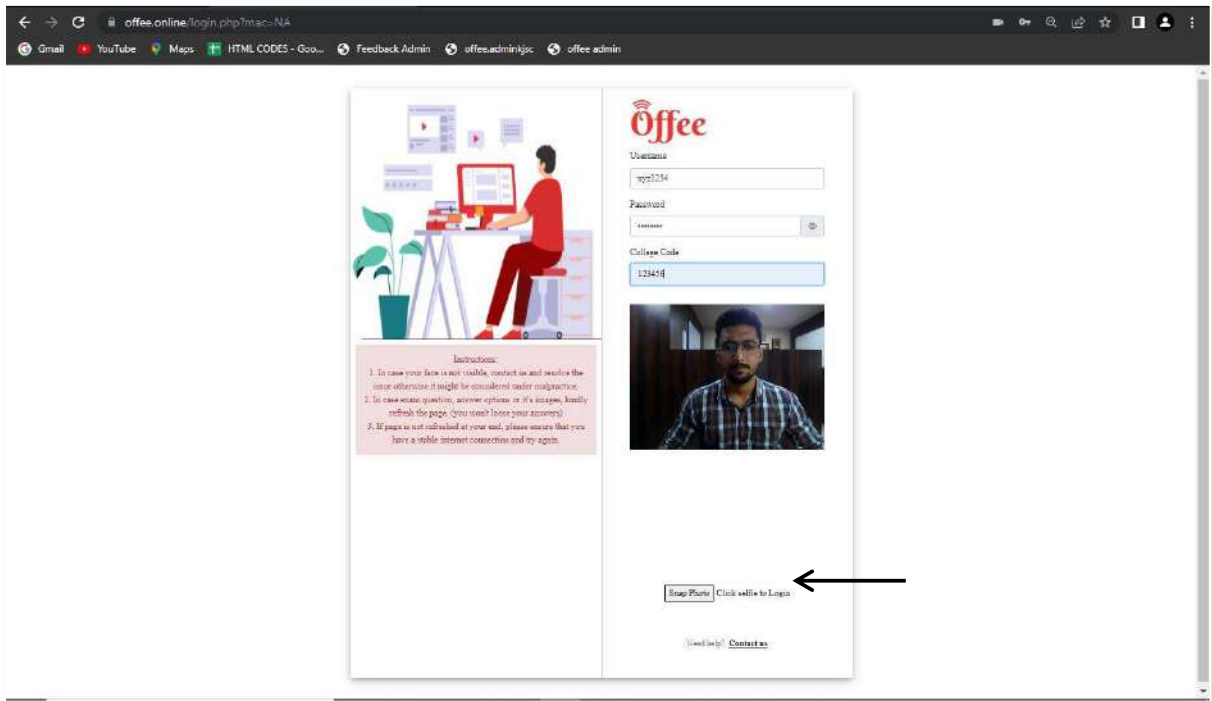 offee.online/login.php?mac=NA
Gmail YouTube Maps HTML CODES - Goo... Feedback Admin offee.adminkjsc offee admin
Offee
Username
xyz1234
Password
College Code
123456
Instructions:
1. In case your face is not visible, contact us and resolve the
issue otherwise it might be considered under malpractice.
2. In case exam question, answer options or it's images, kindly
refresh the page. (you won't loose your answers)
3. If page is not refreshed at your end, please ensure that you
have a stable internet connection and try again.
Snap Photo Click selfie to Login
Need help? Contact us